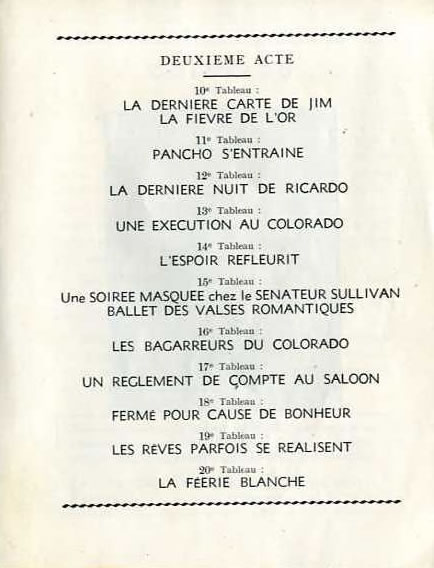 DEUXIEME ACTE
10e Tableau :
LA DERNIERE CARTE DE JIM
LA FIEVRE DE L'OR
11e Tableau :
PANCHO S'ENTRAINE
12e Tableau :
LA DERNIERE NUIT DE RICARDO
13e Tableau :
UNE EXECUTION AU COLORADO
14e Tableau :
L'ESPOIR REFLEURIT
15e Tableau :
Une SOIREE MASQUEE chez le SENATEUR SULLIVAN
BALLET DES VALSES ROMANTIQUES
16e Tableau :
LES BAGARREURS DU COLORADO
17e Tableau :
UN REGLEMENT DE ÇOMPTE AU SALOON
18e Tableau :
FERMÉ POUR CAUSE DE BONHEUR
19e Tableau :
LES RÊVES PARFOIS SE REALISENT
20e Tableau :
LA FÉERIE BLANCHE